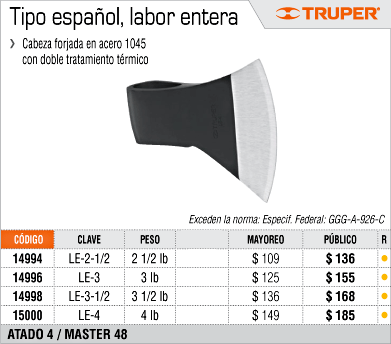 Tipo español, labor entera
TRUPER®
Cabeza forjada en acero 1045
con doble tratamiento térmico
Exceden la norma: Especif. Federal: GGG-A-926-C
CÓDIGO CLAVE PESO MAYOREO PÚBLICO R
14994 LE-2-1/2 2 1/2 lb $ 109 $ 136
14996 LE-3 3 lb $ 125 $ 155
14998 LE-3-1/2 3 1/2 lb $ 136 $ 168
15000 LE-4 4 lb $ 149 $ 185
ATADO 4 / MASTER 48